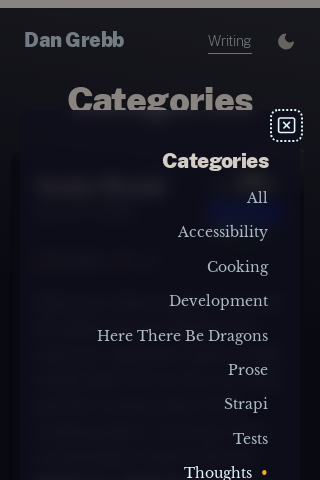 Dan Grebb
Writing
Categories
Categories
All
Accessibility
Cooking
Development
Here There Be Dragons
Prose
Strapi
Tests
Thoughts